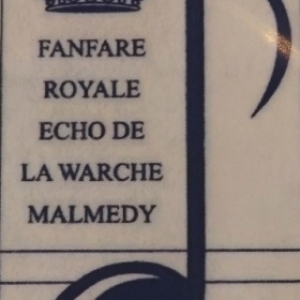 FANFARE
ROYALE
ECHO DE
LA WARCHE
MALMEDY